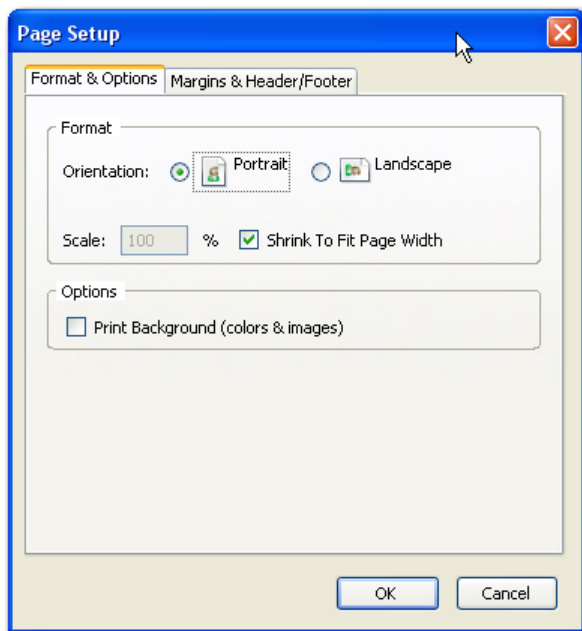 Page Setup
Format & Options Margins & Header/Footer
Format
Orientation: Portrait Landscape
Scale: 100 % Shrink To Fit Page Width
Options
Print Background (colors & images)
OK Cancel